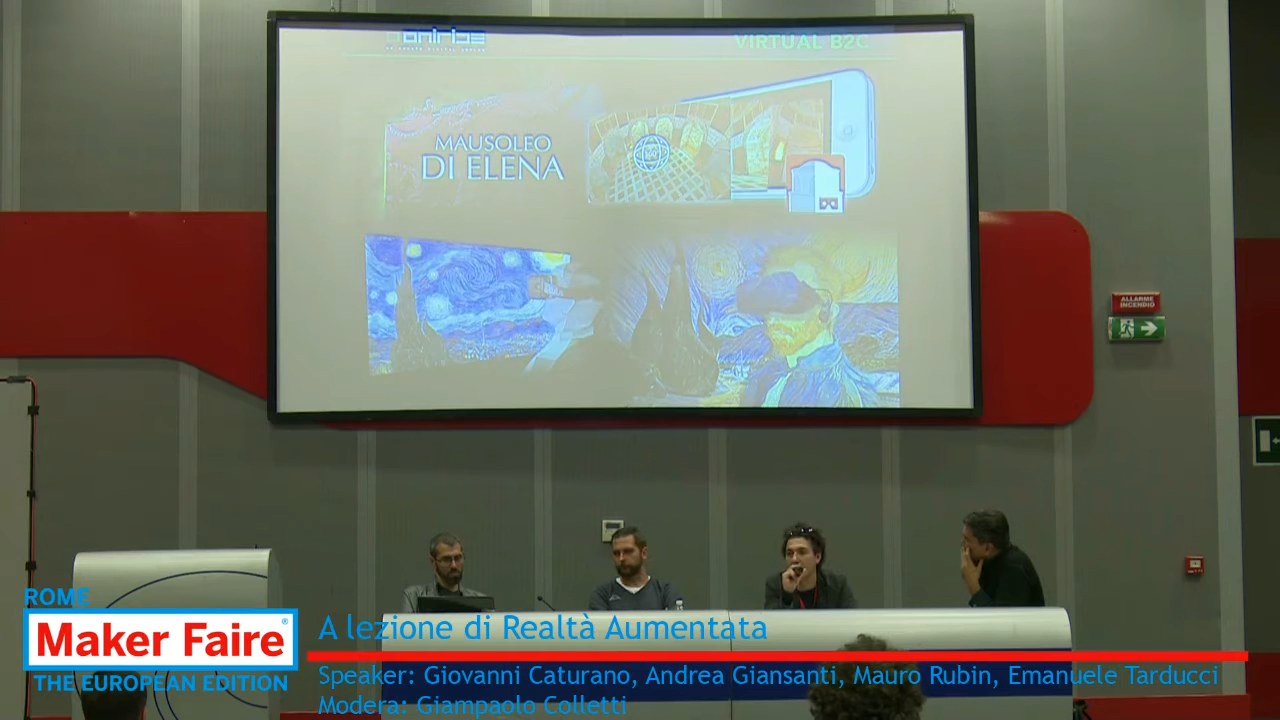 VIRTUAL B2C
MAUSOLEO
DI ELENA
ALLARME
INCENDIO
ROME
Maker Faire®
THE EUROPEAN EDITION
A lezione di Realtà Aumentata
Speaker: Giovanni Caturano, Andrea Giansanti, Mauro Rubin, Emanuele Tarducci
Modera: Giampaolo Colletti